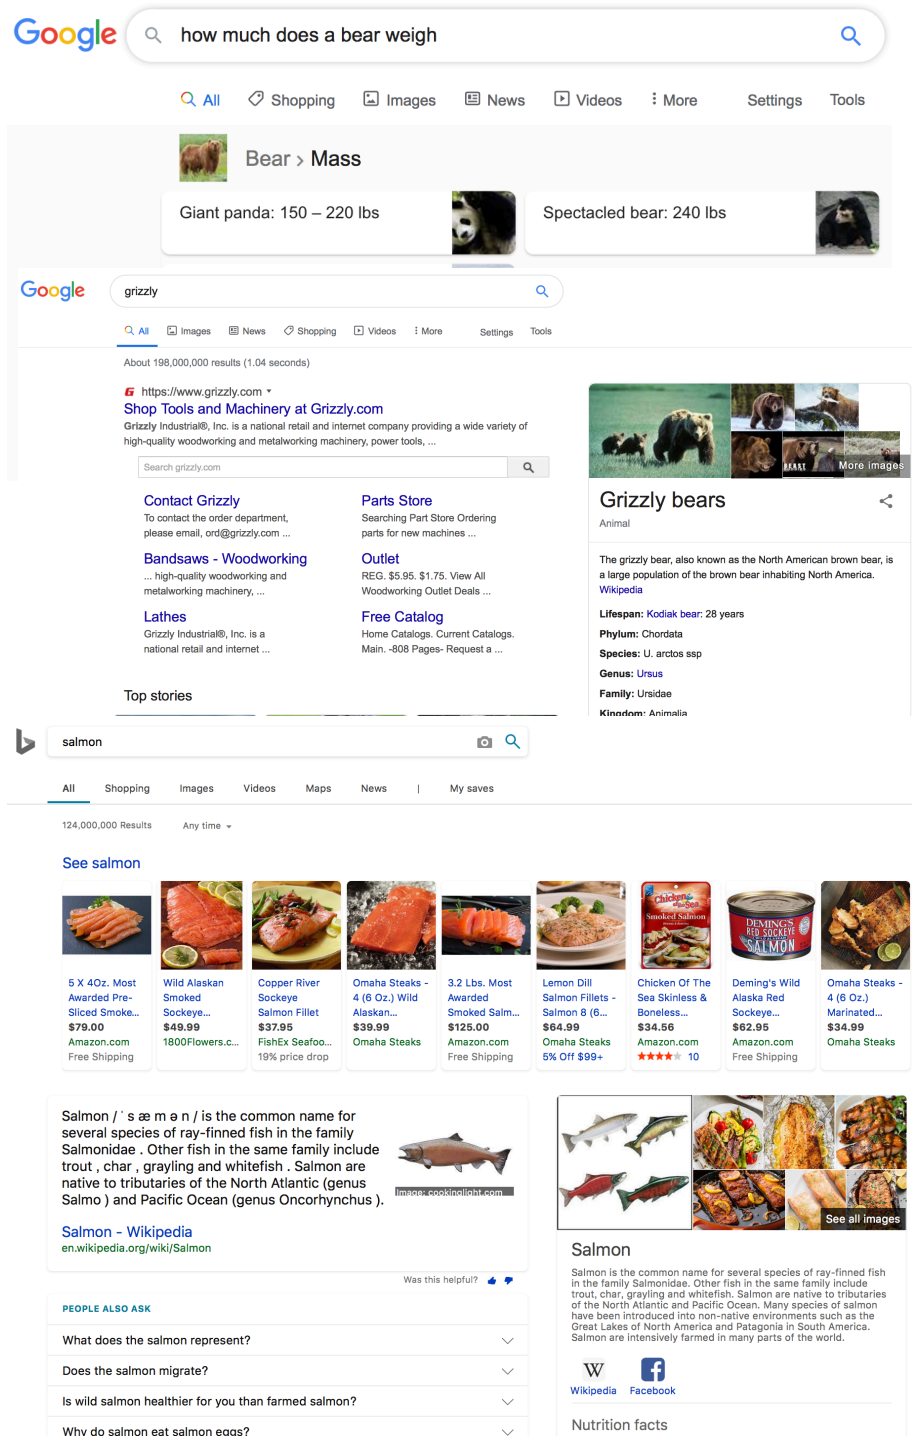 Google
how much does a bear weigh
All Shopping Images News Videos More Settings Tools
Bear › Mass
Giant panda: 150 – 220 lbs
Spectacled bear: 240 lbs
Google
grizzly
All Images News Shopping Videos More Settings Tools
About 198,000,000 results (1.04 seconds)
G https://www.grizzly.com
Shop Tools and Machinery at Grizzly.com
Grizzly Industrial®, Inc. is a national retail and internet company providing a wide variety of
high-quality woodworking and metalworking machinery, power tools, ...
Search grizzly.com
Contact Grizzly
To contact the order department,
please email, ord@grizzly.com ...
Parts Store
Searching Part Store Ordering
parts for new machines ...
Bandsaws - Woodworking
... high-quality woodworking and
metalworking machinery, ...
Outlet
REG. $5.95. $1.75. View All
Woodworking Outlet Deals ...
Lathes
Grizzly Industrial®, Inc. is a
national retail and internet ...
Free Catalog
Home Catalogs. Current Catalogs.
Main. -808 Pages- Request a ...
Top stories
BEAST
More images
Grizzly bears
Animal
The grizzly bear, also known as the North American brown bear, is
a large population of the brown bear inhabiting North America.
Wikipedia
Lifespan: Kodiak bear: 28 years
Phylum: Chordata
Species: U. arctos ssp
Genus: Ursus
Family: Ursidae
Kingdom: Animalia
salmon
All Shopping Images Videos Maps News | My saves
124,000,000 Results Any time
See salmon
5 X 4Oz. Most
Awarded Pre-
Sliced Smoke...
$79.00
Amazon.com
Free Shipping
Wild Alaskan
Smoked
Sockeye...
$49.99
1800Flowers.c...
Copper River
Sockeye
Salmon Fillet
$37.95
FishEx Seafoo...
19% price drop
Omaha Steaks -
4 (6 Oz.) Wild
Alaskan...
$39.99
Omaha Steaks
3.2 Lbs. Most
Awarded
Smoked Salm...
$125.00
Amazon.com
Free Shipping
Lemon Dill
Salmon Fillets -
Salmon 8 (6...
$64.99
Omaha Steaks
5% Off $99+
Chicken
of the Sea
Smoked Salmon
Chicken Of The
Sea Skinless &
Boneless...
$34.56
Amazon.com
10
DEMING'S
RED SOCKEYE
SALMON
Deming's Wild
Alaska Red
Sockeye...
$62.95
Amazon.com
Free Shipping
Omaha Steaks -
4 (6 Oz.)
Marinated...
$34.99
Omaha Steaks
Salmon / ˈ s æ m ə n / is the common name for
several species of ray-finned fish in the family
Salmonidae . Other fish in the same family include
trout , char , grayling and whitefish . Salmon are
native to tributaries of the North Atlantic (genus
Salmo ) and Pacific Ocean (genus Oncorhynchus ).
Image: cookinglight.com
Salmon - Wikipedia
en.wikipedia.org/wiki/Salmon
Was this helpful?
PEOPLE ALSO ASK
What does the salmon represent?
Does the salmon migrate?
Is wild salmon healthier for you than farmed salmon?
Why do salmon eat salmon eggs?
See all images
Salmon
Salmon is the common name for several species of ray-finned fish
in the family Salmonidae. Other fish in the same family include
trout, char, grayling and whitefish. Salmon are native to tributaries
of the North Atlantic and Pacific Ocean. Many species of salmon
have been introduced into non-native environments such as the
Great Lakes of North America and Patagonia in South America.
Salmon are intensively farmed in many parts of the world.
W
Wikipedia
f
Facebook
Nutrition facts